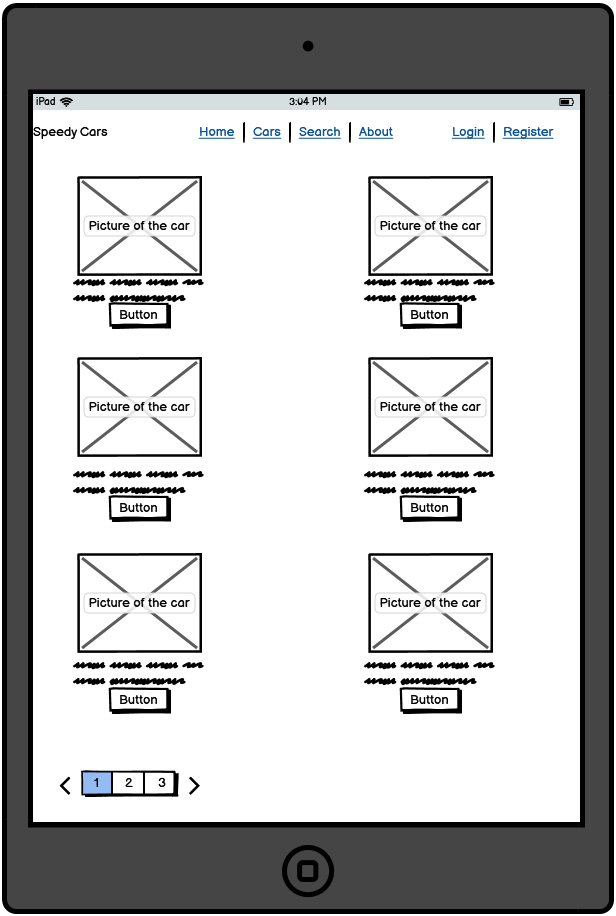 iPad 3:04 PM
Speedy Cars Home Cars Search About Login Register
Picture of the car Picture of the car
Button Button
Picture of the car Picture of the car
Button Button
Picture of the car Picture of the car
Button Button
1 2 3